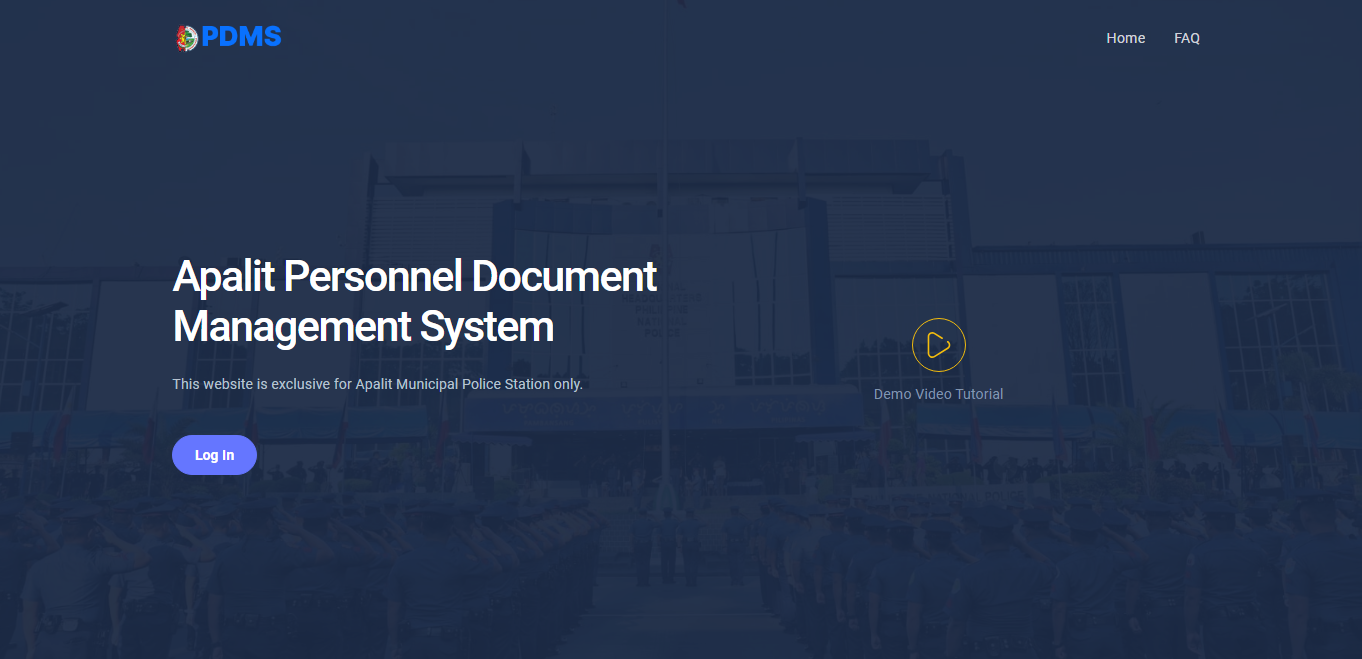 PDMS
Home
FAQ
Apalit Personnel Document
Management System
This website is exclusive for Apalit Municipal Police Station only.
Demo Video Tutorial
Log In